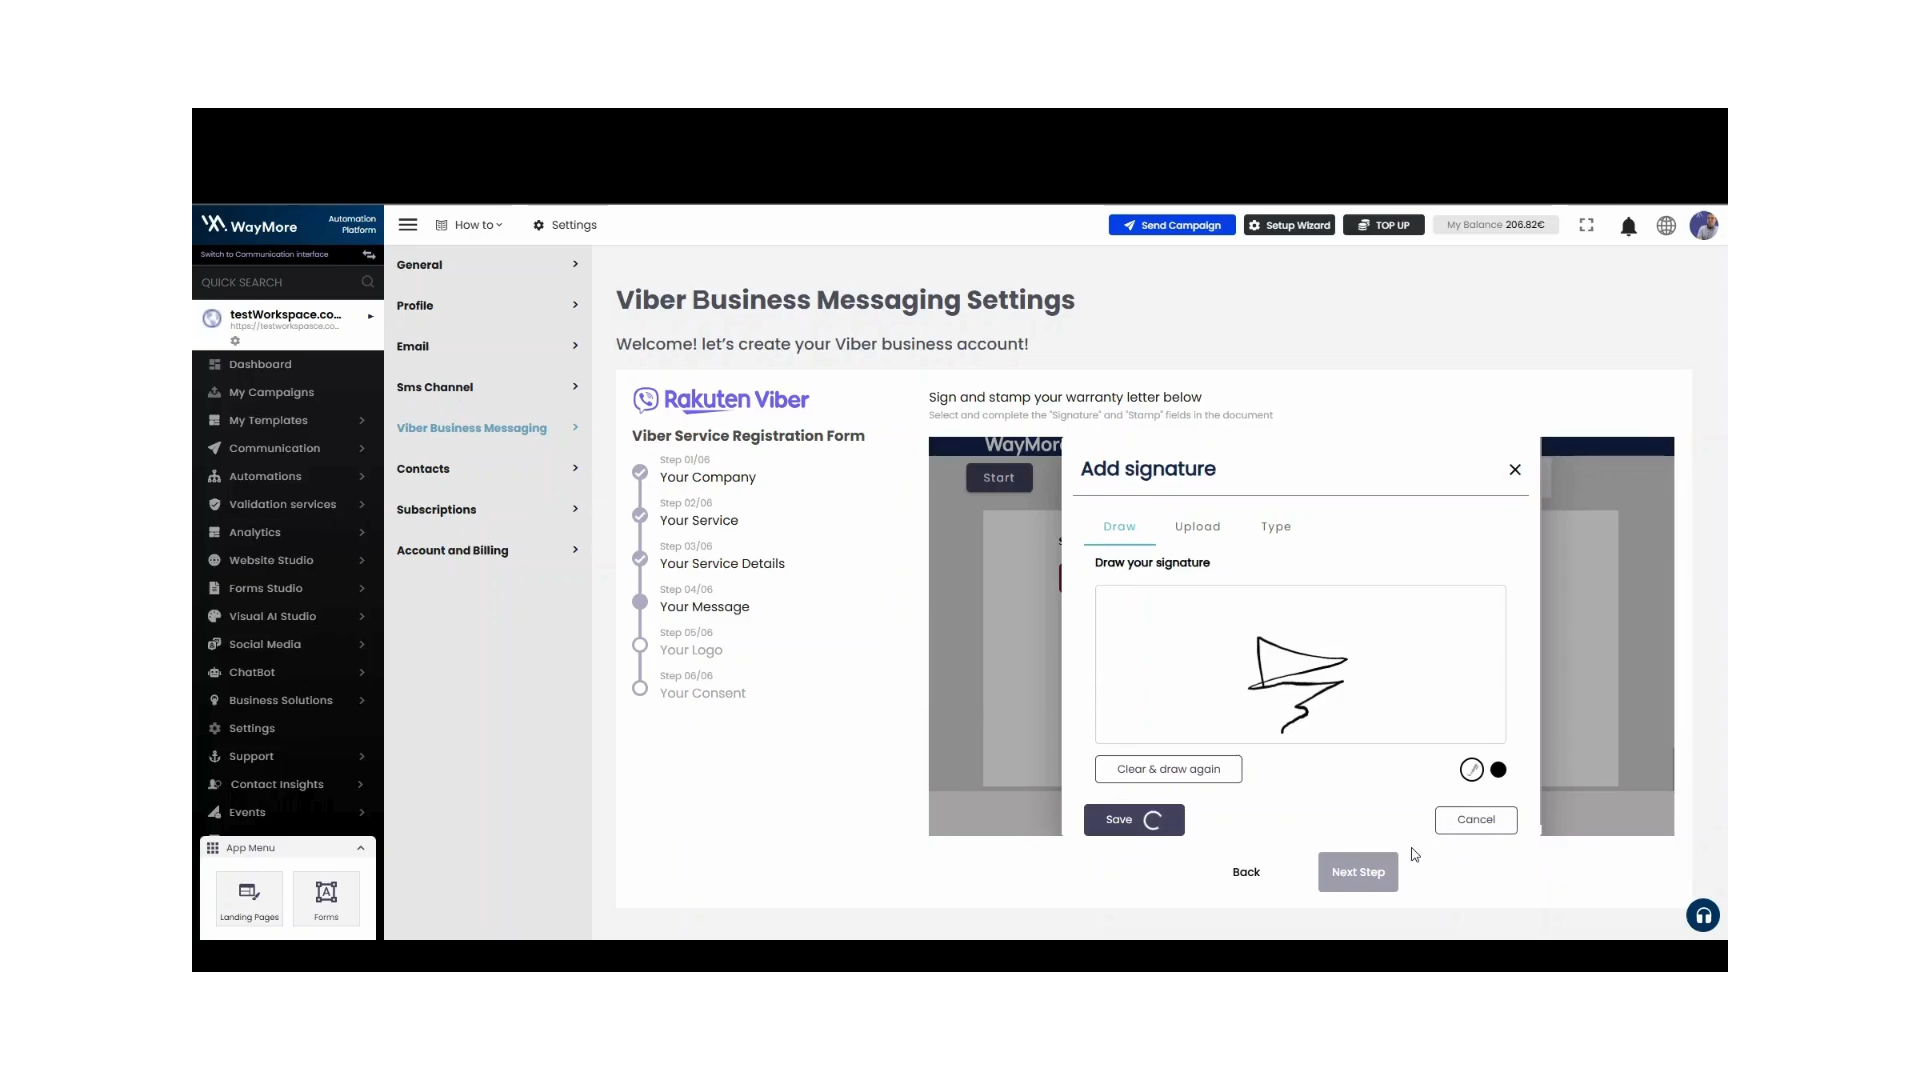 WayMore
Automation
Platform
How to
Settings
Send Campaign
Setup Wizard
TOP UP
My Balance 206.82€
Switch to Communication interface
QUICK SEARCH
testWorkspace.co...
https://testworkspasce.co...
Dashboard
My Campaigns
My Templates
Communication
Automations
Validation services
Analytics
Website Studio
Forms Studio
Visual AI Studio
Social Media
ChatBot
Business Solutions
Settings
Support
Contact Insights
Events
App Menu
Landing Pages
Forms
General
Profile
Email
Sms Channel
Viber Business Messaging
Contacts
Subscriptions
Account and Billing
Viber Business Messaging Settings
Welcome! let's create your Viber business account!
Rakuten Viber
Viber Service Registration Form
Step 01/06
Your Company
Step 02/06
Your Service
Step 03/06
Your Service Details
Step 04/06
Your Message
Step 05/06
Your Logo
Step 06/06
Your Consent
Sign and stamp your warranty letter below
Select and complete the "Signature" and "Stamp" fields in the document
WayMor
Start
Add signature
Draw
Upload
Type
Draw your signature
Clear & draw again
Save
Cancel
Back
Next Step